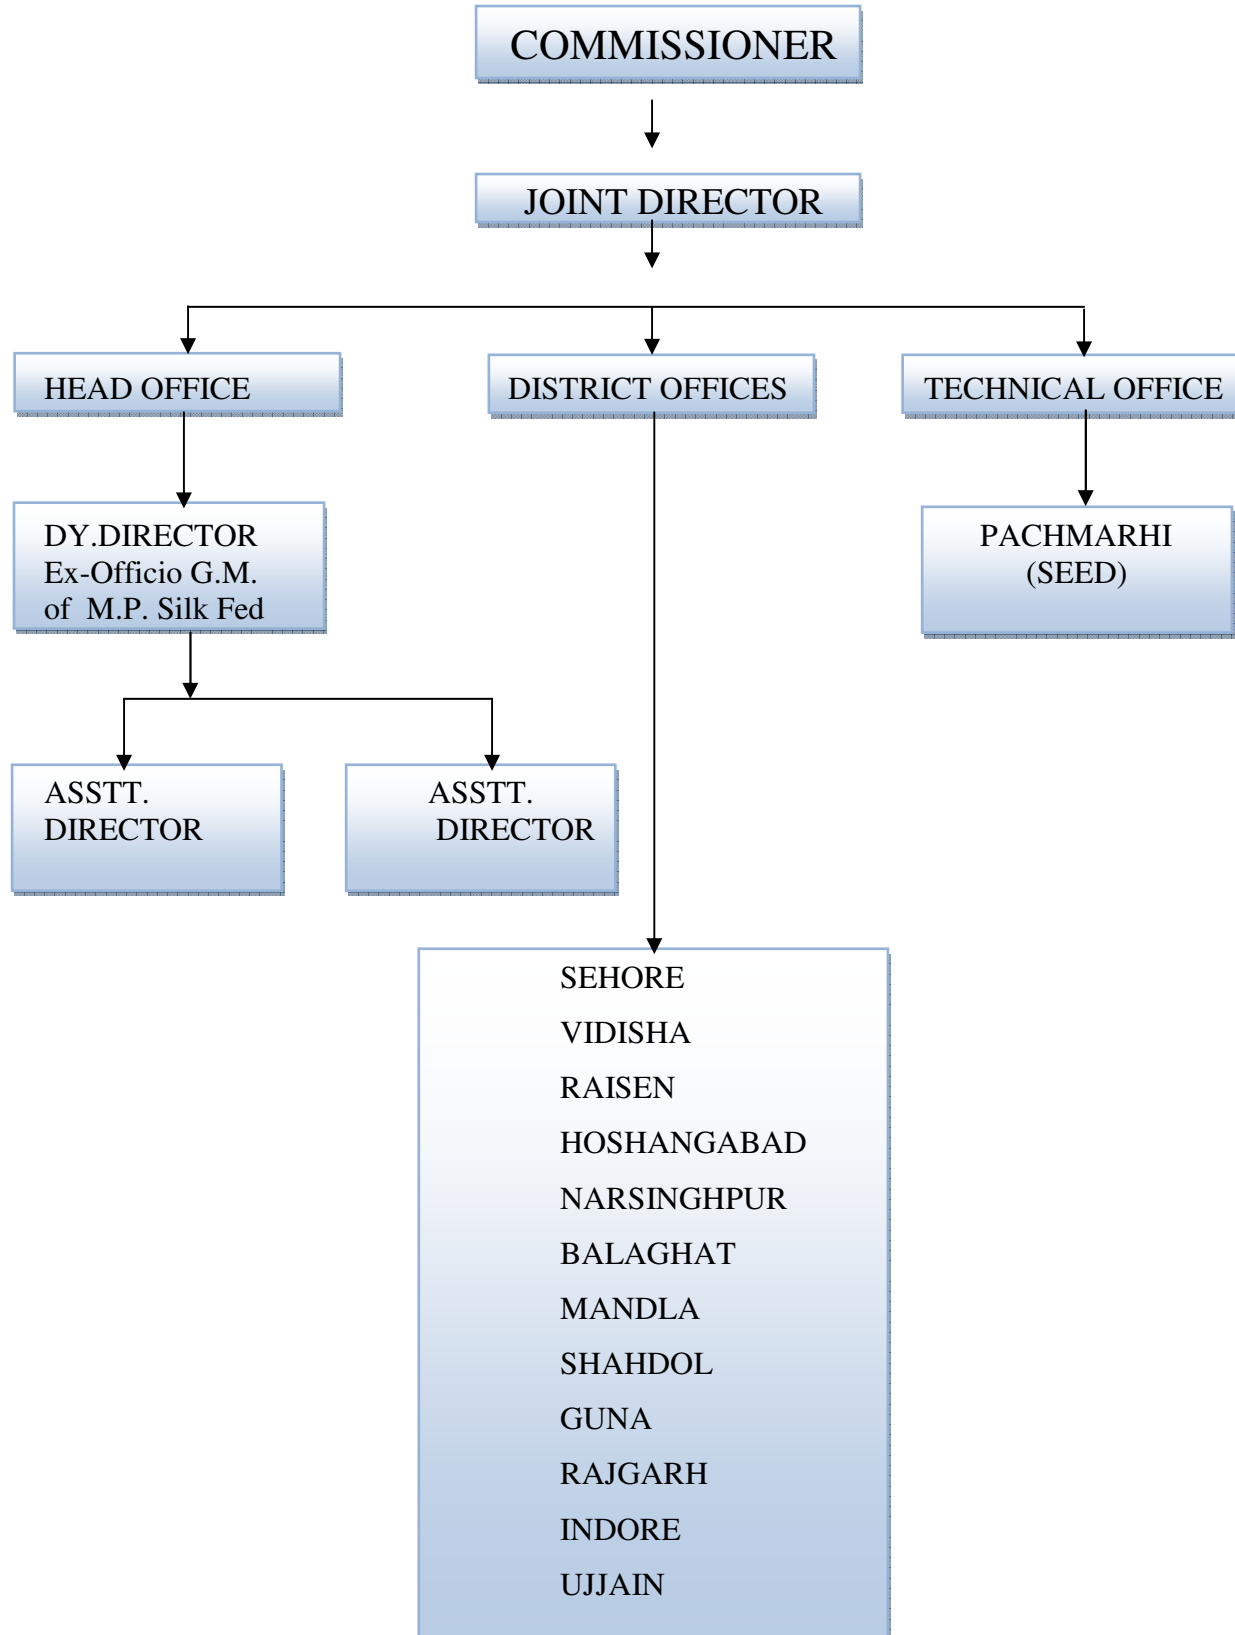 COMMISSIONER
JOINT DIRECTOR
HEAD OFFICE
DISTRICT OFFICES
TECHNICAL OFFICE
DY.DIRECTOR
Ex-Officio G.M.
of M.P. Silk Fed
PACHMARHI
(SEED)
ASSTT.
DIRECTOR
ASSTT.
DIRECTOR
SEHORE
VIDISHA
RAISEN
HOSHANGABAD
NARSINGHPUR
BALAGHAT
MANDLA
SHAHDOL
GUNA
RAJGARH
INDORE
UJJAIN